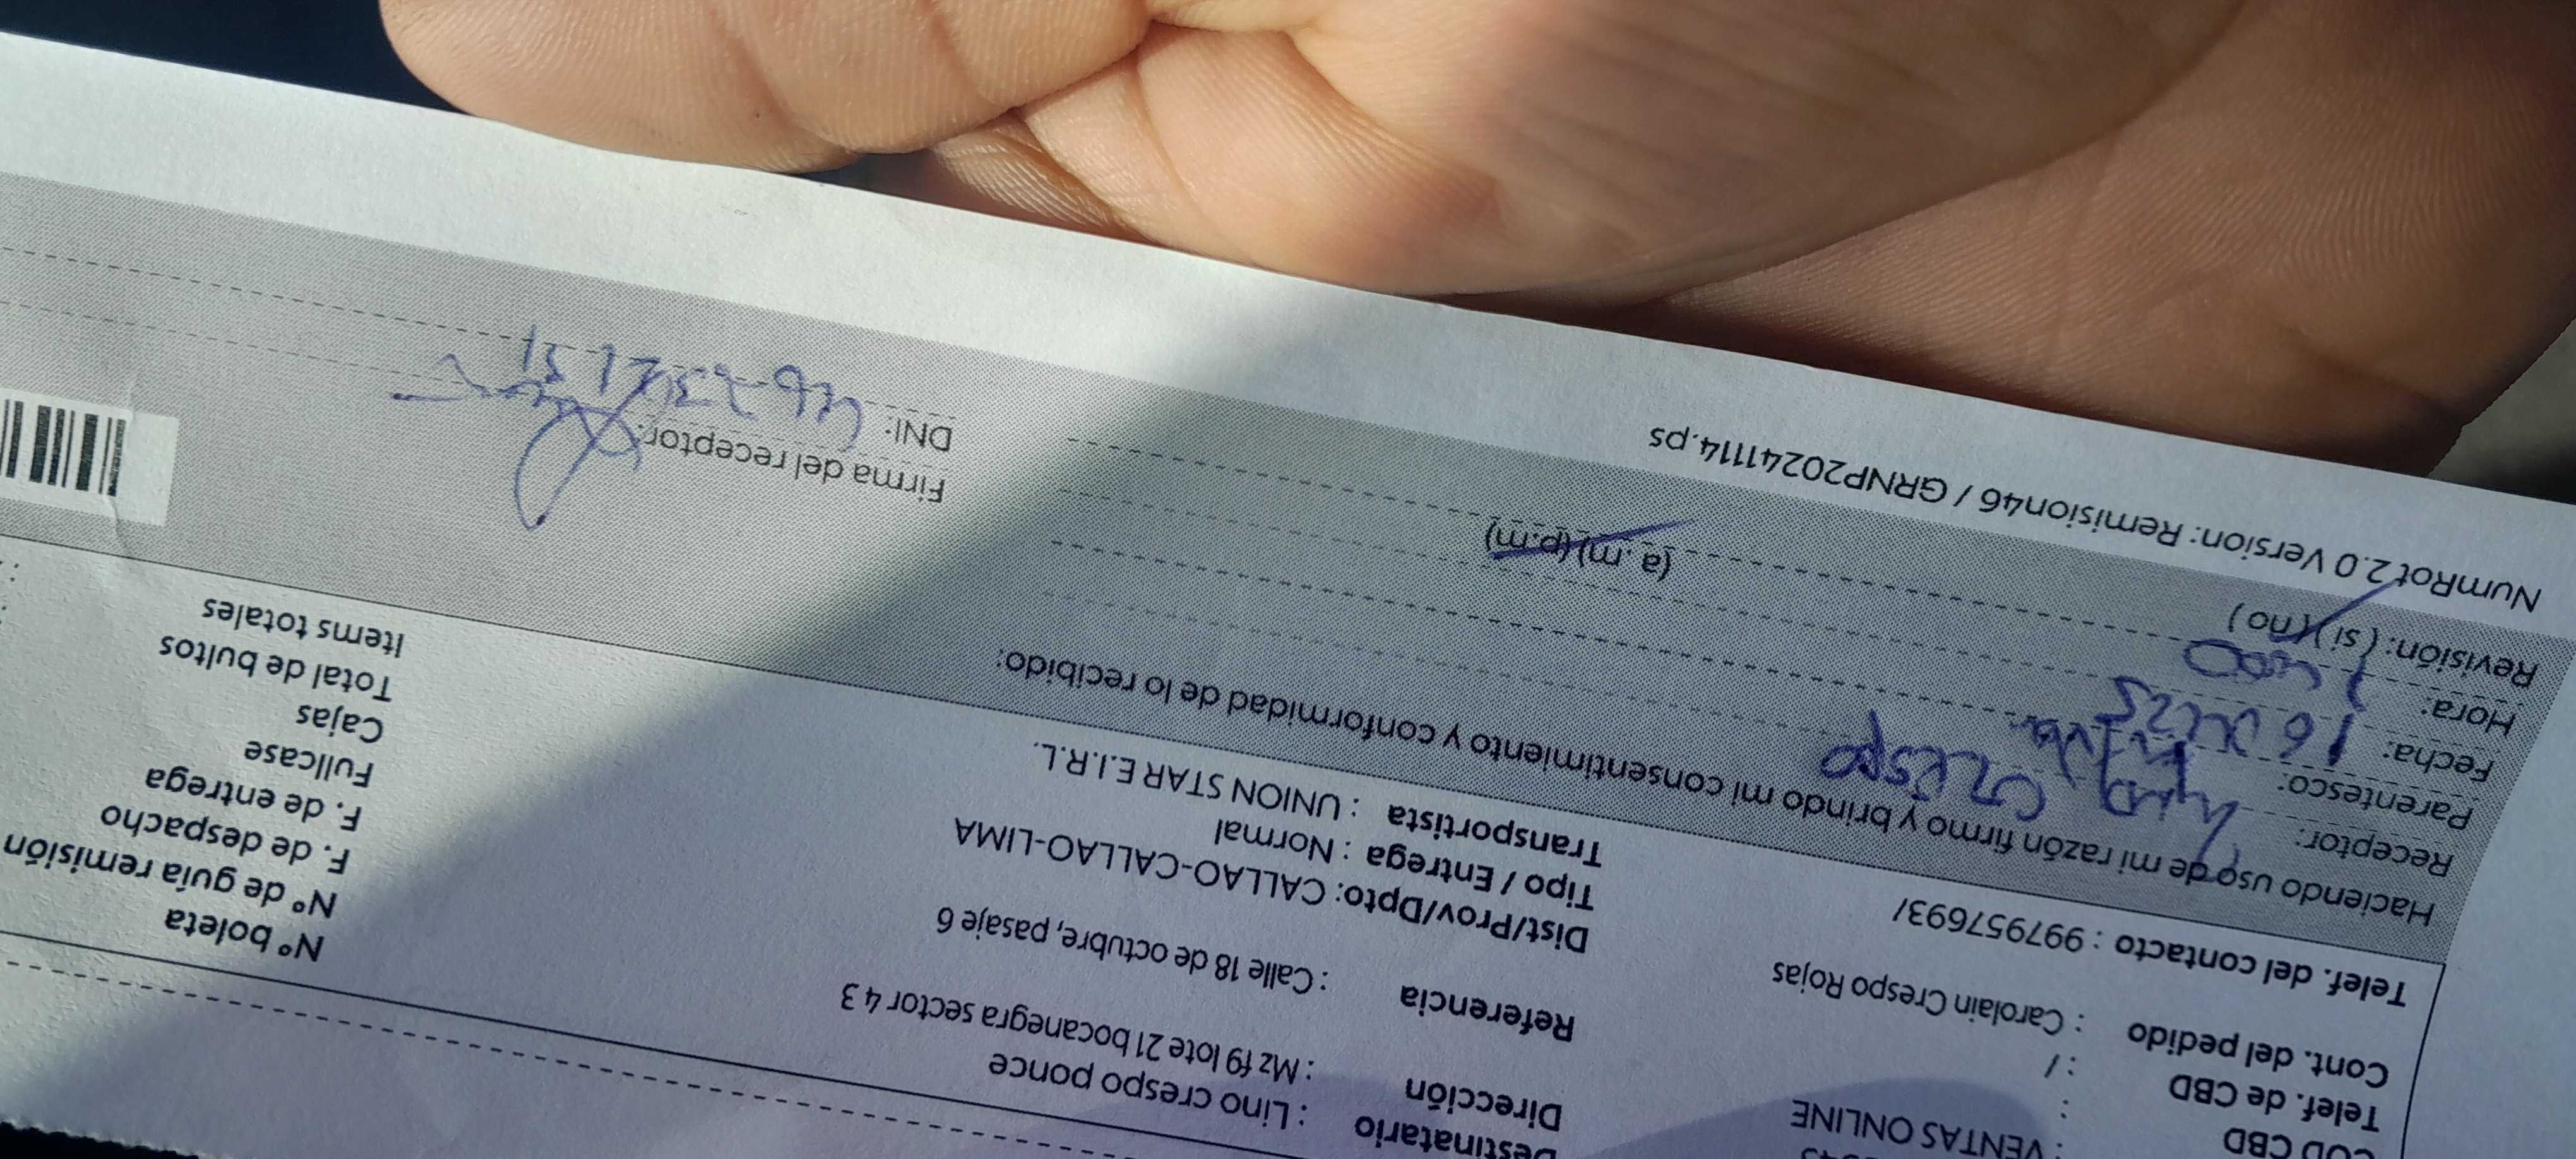 COD CBD : VENTAS ONLINE
Telef. de CBD :
Cont. del pedido : /
: Carolain Crespo Rojas
Telef. del contacto : 997957693/
Destinatario : Lino crespo ponce
Dirección : Mz f9 lote 21 bocanegra sector 4 3
Referencia : Calle 18 de octubre, pasaje 6
Dist/Prov/Dpto: CALLAO-CALLAO-LIMA
Tipo / Entrega : Normal
Transportista : UNION STAR E.I.R.L.
N° boleta
N° de guía remisión
F. de despacho
F. de entrega
Fullcase
Cajas
Total de bultos
Items totales
Haciendo uso de mi razón firmo y brindo mi consentimiento y conformidad de lo recibido:
Receptor: CRESPO
Parentesco:
Fecha: 16
Hora:
(a.m) (p.m)
Revisión: ( si ) ( no )
Firma del receptor:
DNI:
NumRot 2.0 Version: Remision46 / GRNP20241114.ps